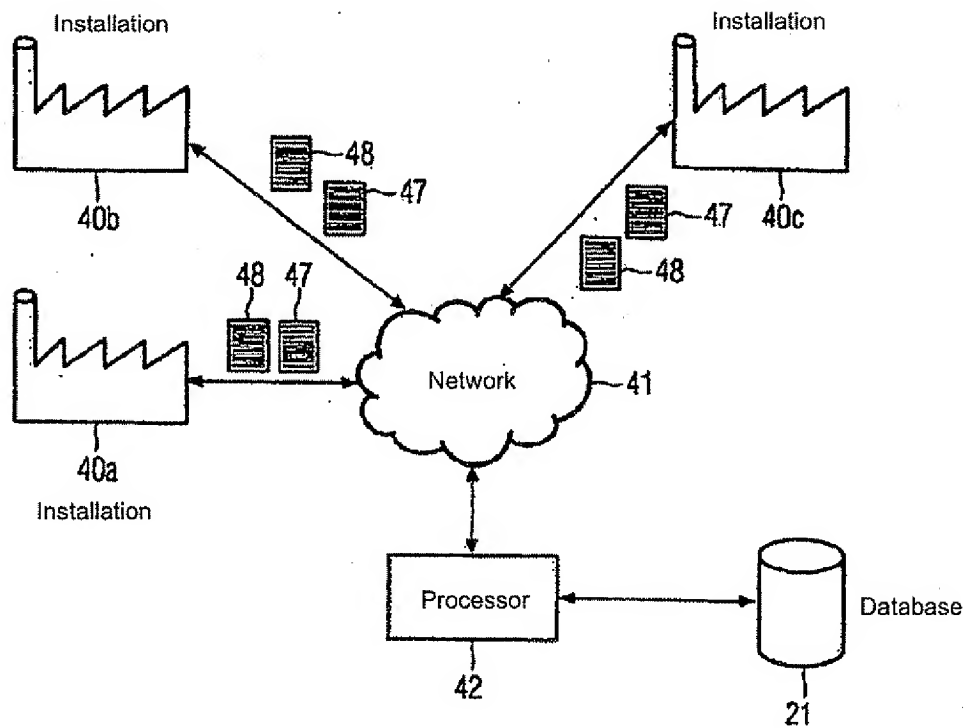 Installation
Installation
48
47
40b
47
40c
48
48 47
Network
41
40a
Installation
Processor
Database
42
21